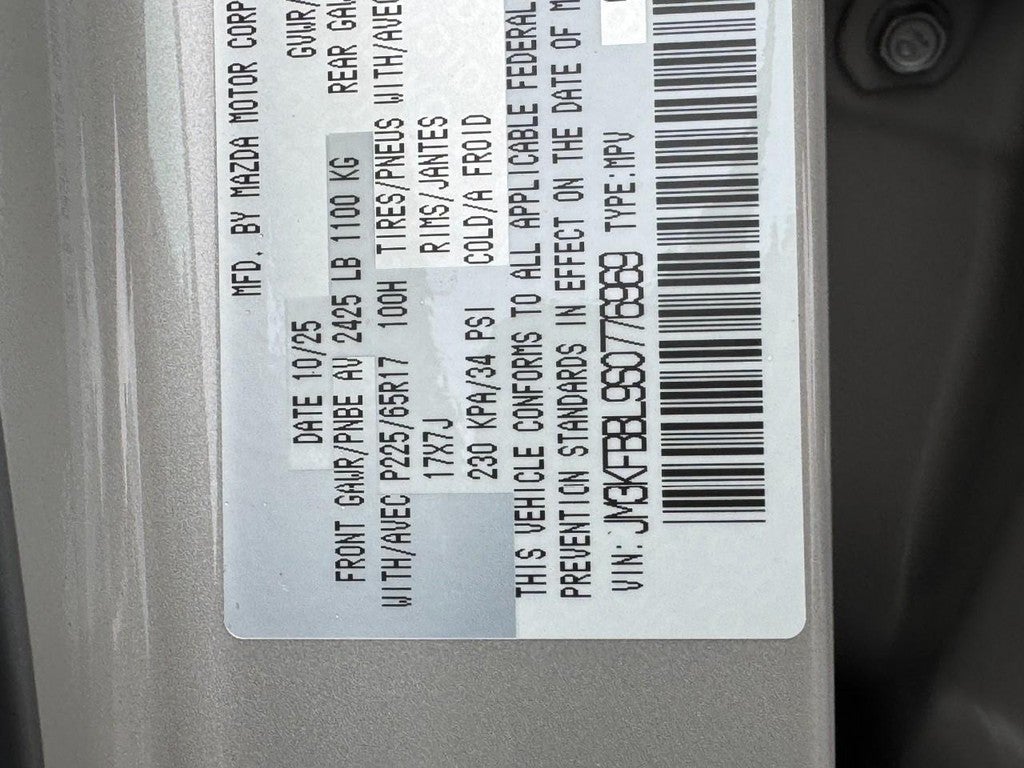 MFD. BY MAZDA MOTOR CORP
DATE 10/25 GVWR/
FRONT GAWR/PNBE AV 2425 LB 1100 KG REAR GAW
WITH/AVEC P225/65R17 100H TIRES/PNEUS WITH/AVEC
17X7J RIMS/JANTES
230 KPA/34 PSI COLD/A FROID
THIS VEHICLE CONFORMS TO ALL APPLICABLE FEDERAL
PREVENTION STANDARDS IN EFFECT ON THE DATE OF M
VIN: JM3KFBBL9S0776969 TYPE:MPV